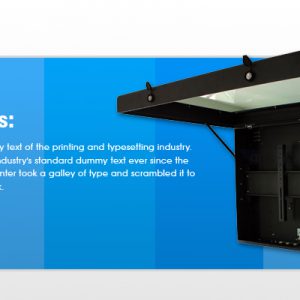 s:
y text of the printing and typesetting industry.
ndustry's standard dummy text ever since the
nter took a galley of type and scrambled it to
k.